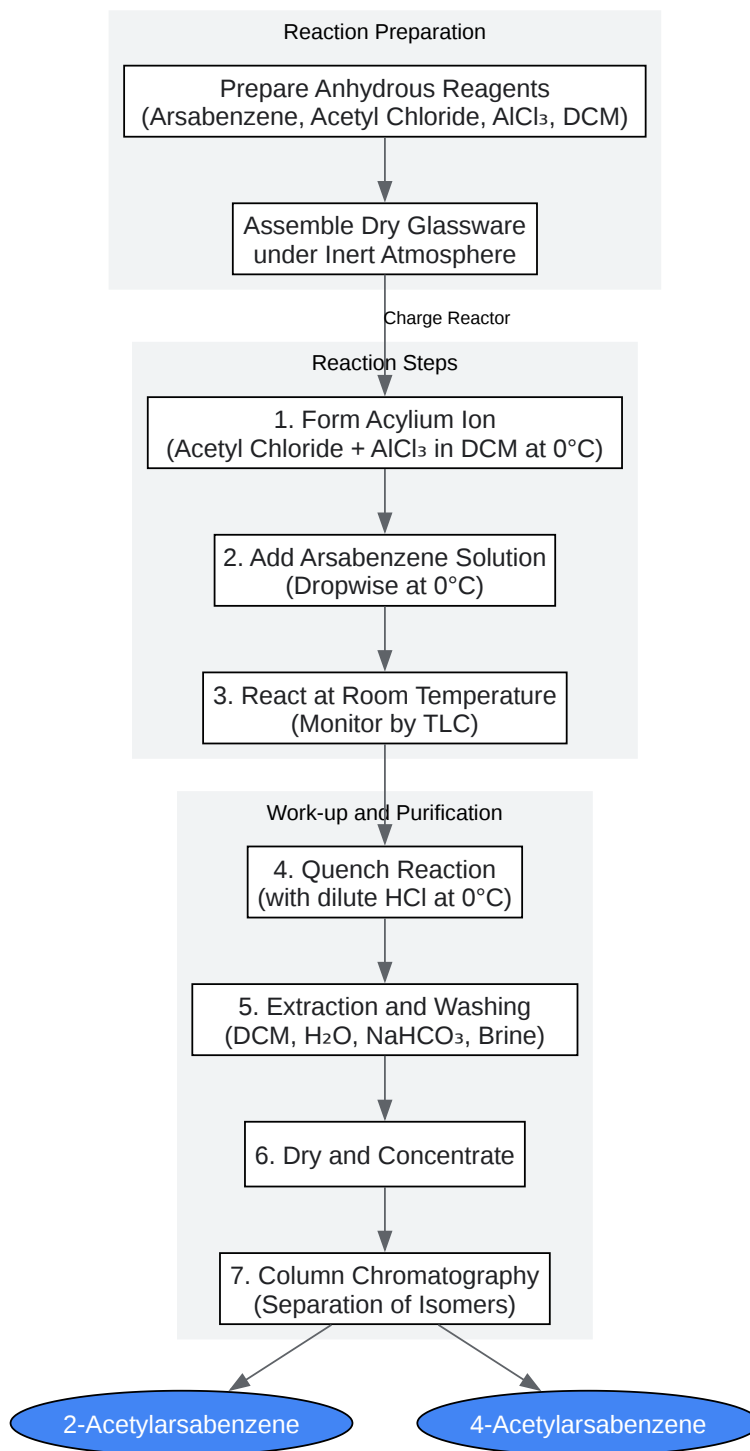 Reaction Preparation
Prepare Anhydrous Reagents
(Arsabenzene, Acetyl Chloride, AlCl₃, DCM)
Assemble Dry Glassware
under Inert Atmosphere
Charge Reactor
Reaction Steps
1. Form Acylium Ion
(Acetyl Chloride + AlCl₃ in DCM at 0°C)
2. Add Arsabenzene Solution
(Dropwise at 0°C)
3. React at Room Temperature
(Monitor by TLC)
Work-up and Purification
4. Quench Reaction
(with dilute HCl at 0°C)
5. Extraction and Washing
(DCM, H₂O, NaHCO₃, Brine)
6. Dry and Concentrate
7. Column Chromatography
(Separation of Isomers)
2-Acetylarsabenzene
4-Acetylarsabenzene